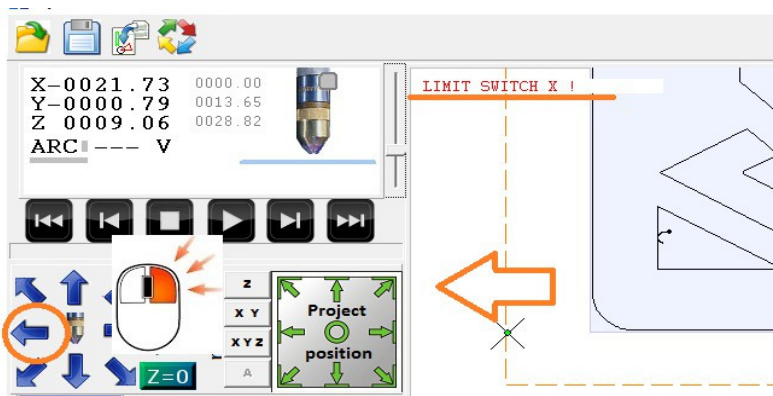 X-0021.73 0000.00
Y-0000.79 0013.65
Z 0009.06 0028.82
ARC --- V
LIMIT SWITCH X !
Z
X Y
X Y Z
A
Z=0
Project
position